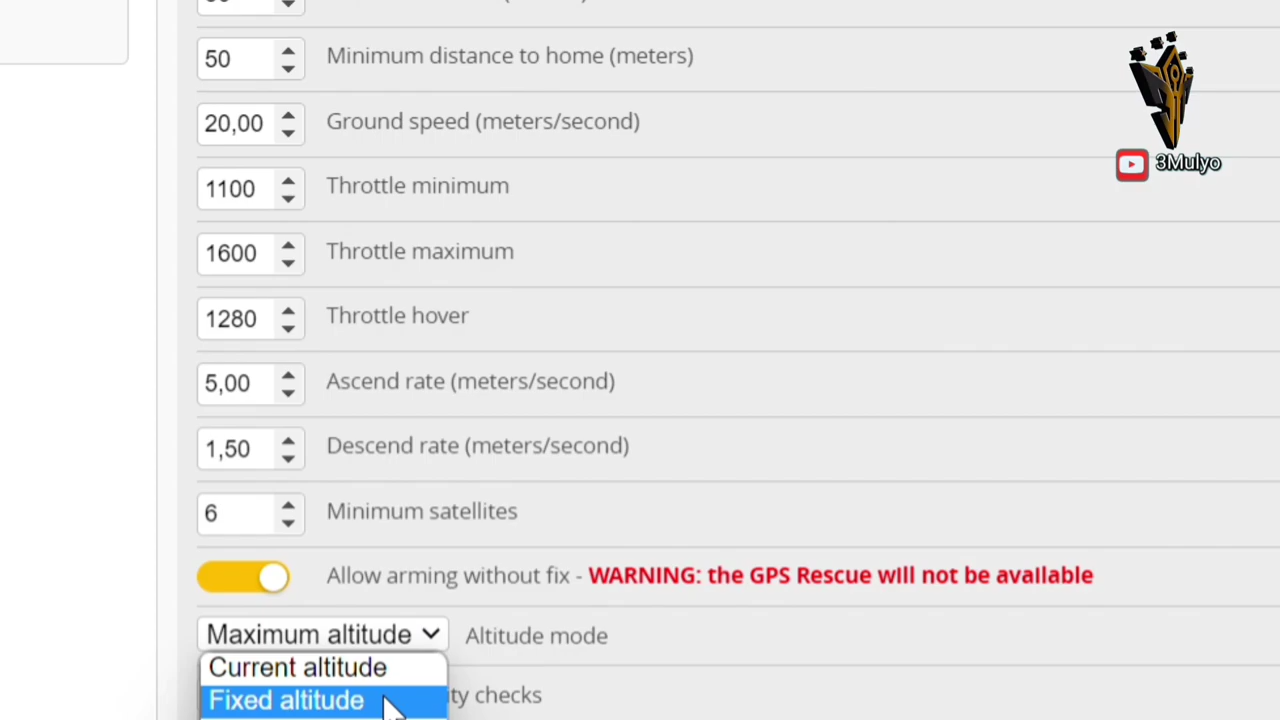 50 Minimum distance to home (meters)
20,00 Ground speed (meters/second)
3Mulyo
1100 Throttle minimum
1600 Throttle maximum
1280 Throttle hover
5,00 Ascend rate (meters/second)
1,50 Descend rate (meters/second)
6 Minimum satellites
Allow arming without fix - WARNING: the GPS Rescue will not be available
Maximum altitude Altitude mode
Current altitude
Fixed altitude checks